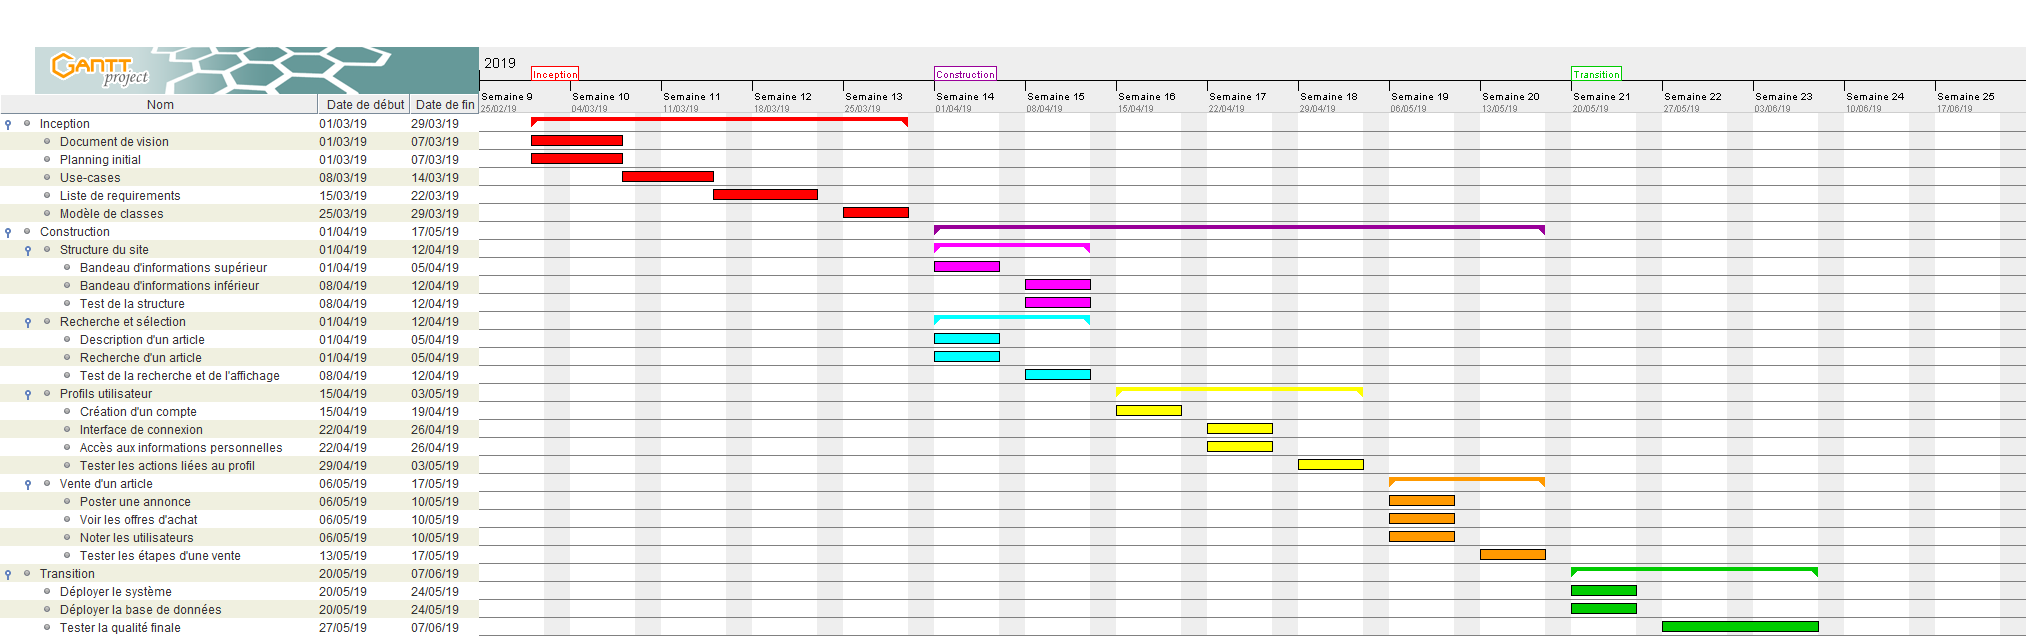 GANTT
project
2019
Inception Construction Transition
Semaine 9 Semaine 10 Semaine 11 Semaine 12 Semaine 13 Semaine 14 Semaine 15 Semaine 16 Semaine 17 Semaine 18 Semaine 19 Semaine 20 Semaine 21 Semaine 22 Semaine 23 Semaine 24 Semaine 25
25/02/19 04/03/19 11/03/19 18/03/19 25/03/19 01/04/19 08/04/19 15/04/19 22/04/19 29/04/19 06/05/19 13/05/19 20/05/19 27/05/19 03/06/19 10/06/19 17/06/19
Nom Date de début Date de fin
Inception 01/03/19 29/03/19
Document de vision 01/03/19 07/03/19
Planning initial 01/03/19 07/03/19
Use-cases 08/03/19 14/03/19
Liste de requirements 15/03/19 22/03/19
Modèle de classes 25/03/19 29/03/19
Construction 01/04/19 17/05/19
Structure du site 01/04/19 12/04/19
Bandeau d'informations supérieur 01/04/19 05/04/19
Bandeau d'informations inférieur 08/04/19 12/04/19
Test de la structure 08/04/19 12/04/19
Recherche et sélection 01/04/19 12/04/19
Description d'un article 01/04/19 05/04/19
Recherche d'un article 01/04/19 05/04/19
Test de la recherche et de l'affichage 08/04/19 12/04/19
Profils utilisateur 15/04/19 03/05/19
Création d'un compte 15/04/19 19/04/19
Interface de connexion 22/04/19 26/04/19
Accès aux informations personnelles 22/04/19 26/04/19
Tester les actions liées au profil 29/04/19 03/05/19
Vente d'un article 06/05/19 17/05/19
Poster une annonce 06/05/19 10/05/19
Voir les offres d'achat 06/05/19 10/05/19
Noter les utilisateurs 06/05/19 10/05/19
Tester les étapes d'une vente 13/05/19 17/05/19
Transition 20/05/19 07/06/19
Déployer le système 20/05/19 24/05/19
Déployer la base de données 20/05/19 24/05/19
Tester la qualité finale 27/05/19 07/06/19